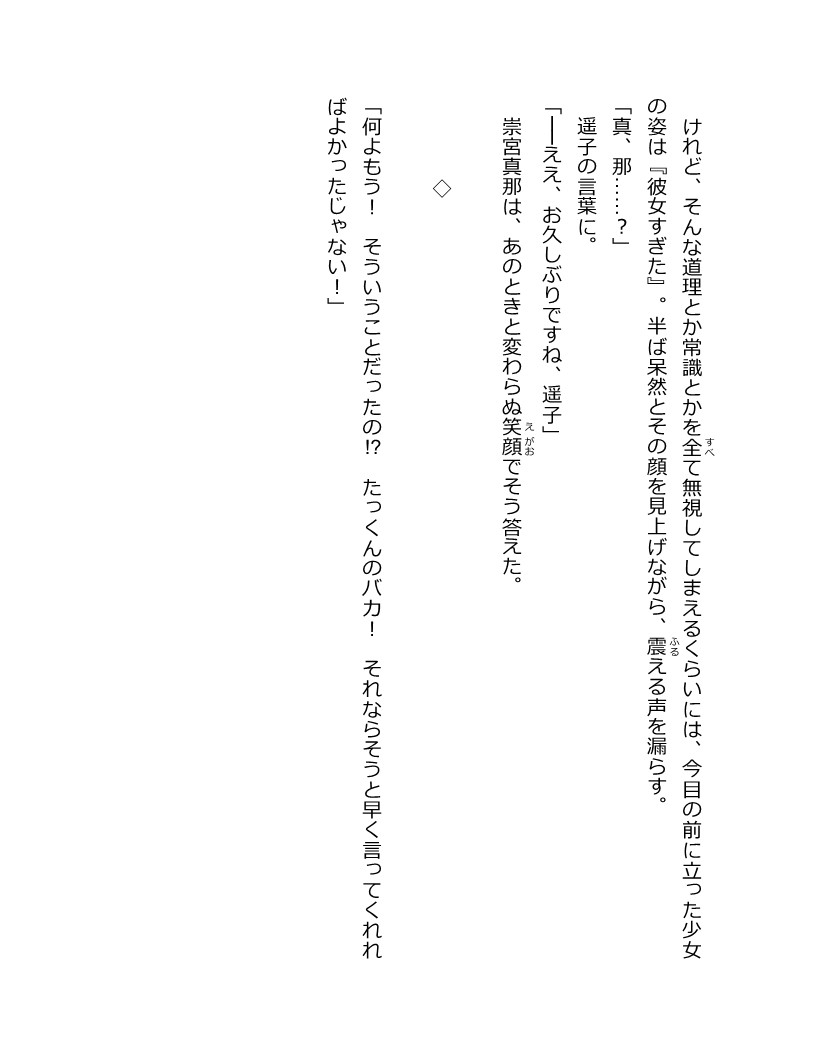 けれど、そんな道理とか常識とかを全て無視してしまえるくらいには、今目の前に立った少女
の姿は『彼女すぎた』。半ば呆然とその顔を見上げながら、震える声を漏らす。
「真、那……?」
遥子の言葉に。
「――ええ、お久しぶりですね、遥子」
崇宮真那は、あのときと変わらぬ笑顔でそう答えた。
◇
「何よもう! そういうことだったの!? たっくんのバカ! それならそうと早く言ってくれれ
ばよかったじゃない!」